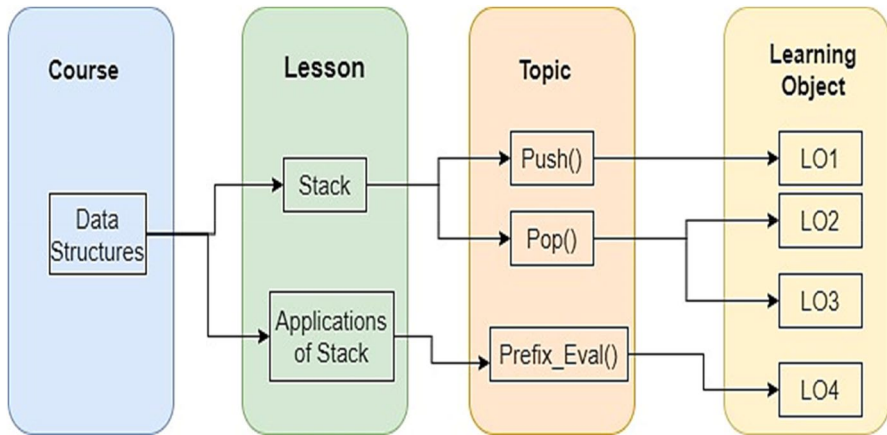 Course
Lesson
Topic
Learning
Object
Data
Structures
Stack
Applications
of Stack
Push()
Pop()
Prefix_Eval()
LO1
LO2
LO3
LO4